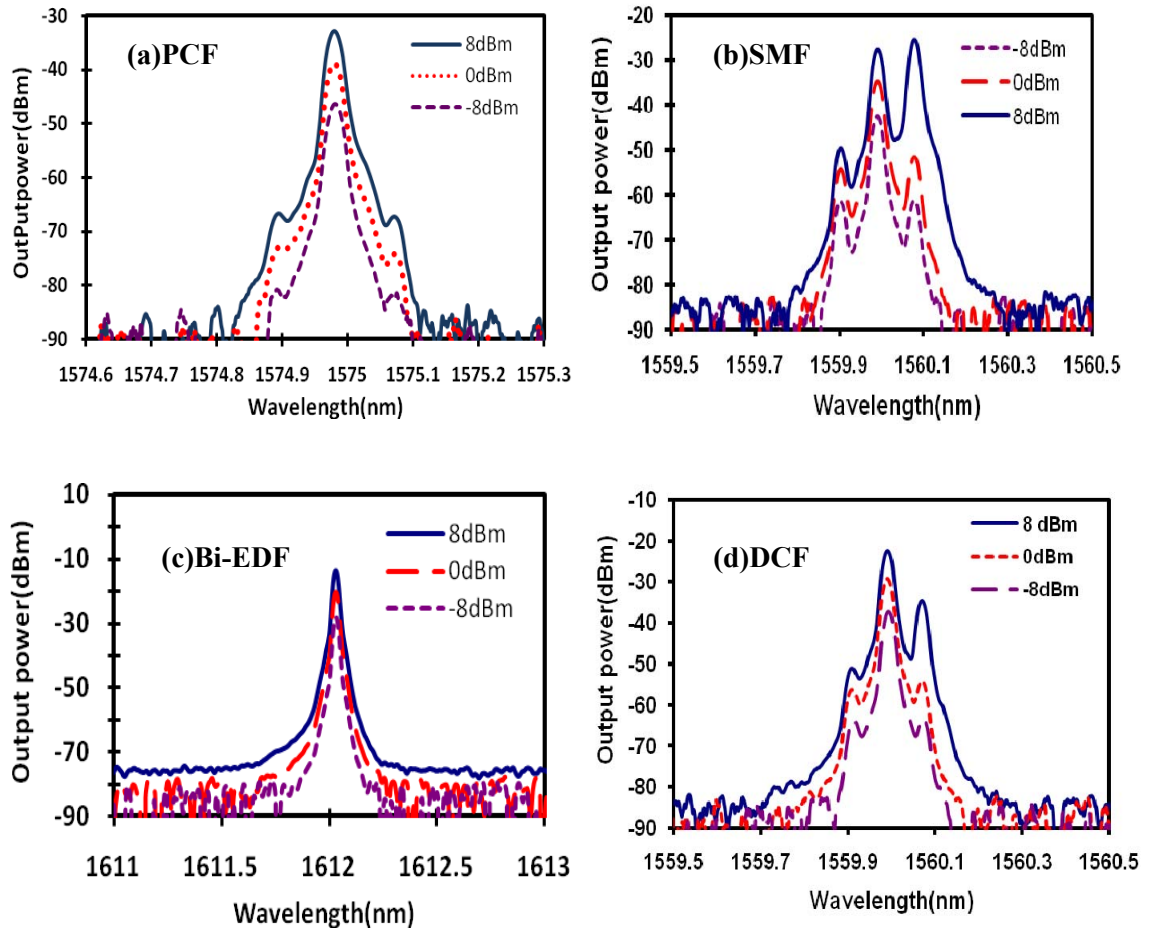 (a)PCF
8dBm
0dBm
-8dBm
OutPutpower(dBm)
-30
-40
-50
-60
-70
-80
-90
1574.6 1574.7 1574.8 1574.9 1575 1575.1 1575.2 1575.3
Wavelength(nm)
(b)SMF
-8dBm
0dBm
8dBm
Output power(dBm)
-20
-30
-40
-50
-60
-70
-80
-90
1559.5 1559.7 1559.9 1560.1 1560.3 1560.5
Wavelength(nm)
(c)Bi-EDF
8dBm
0dBm
-8dBm
Output power(dBm)
10
-10
-30
-50
-70
-90
1611 1611.5 1612 1612.5 1613
Wavelength(nm)
(d)DCF
8 dBm
0dBm
-8dBm
Output power(dBm)
-10
-20
-30
-40
-50
-60
-70
-80
-90
1559.5 1559.7 1559.9 1560.1 1560.3 1560.5
Wavelength(nm)